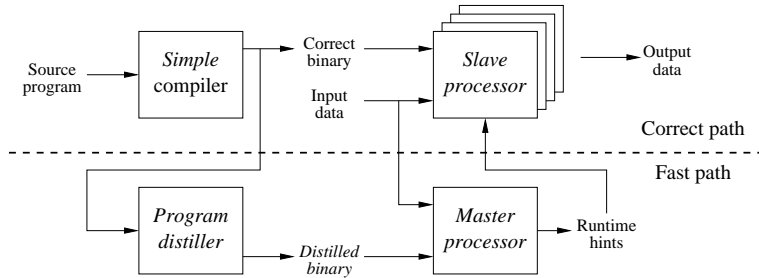 Source
program
Simple
compiler
Correct
binary
Input
data
Slave
processor
Output
data
Correct path
Fast path
Program
distiller
Distilled
binary
Master
processor
Runtime
hints